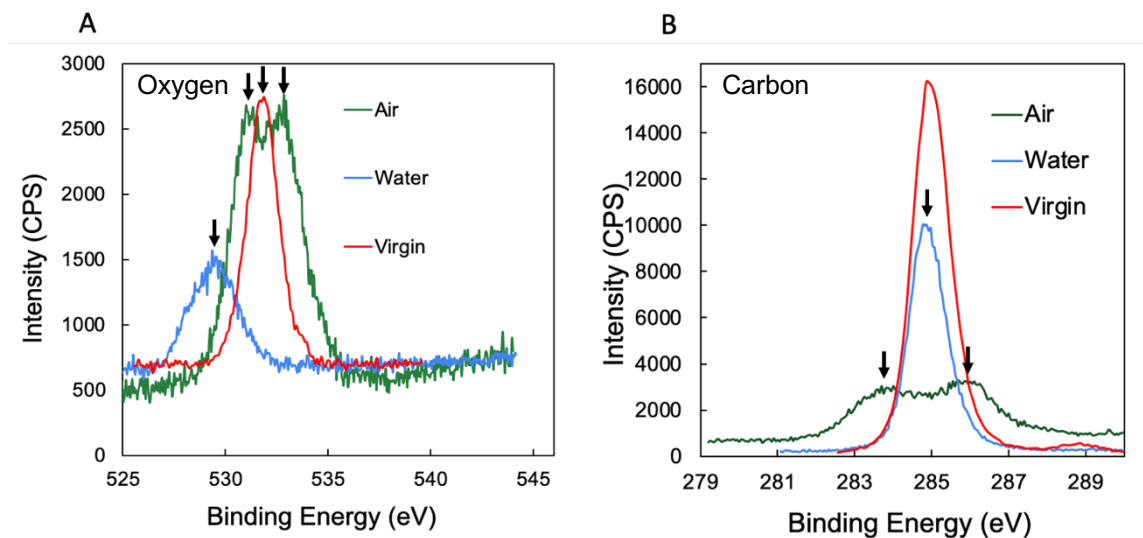 A
Oxygen
Air
Water
Virgin
3000
2500
2000
1500
1000
500
0
525
530
535
540
545
Intensity (CPS)
Binding Energy (eV)
B
Carbon
Air
Water
Virgin
16000
14000
12000
10000
8000
6000
4000
2000
0
279
281
283
285
287
289
Intensity (CPS)
Binding Energy (eV)